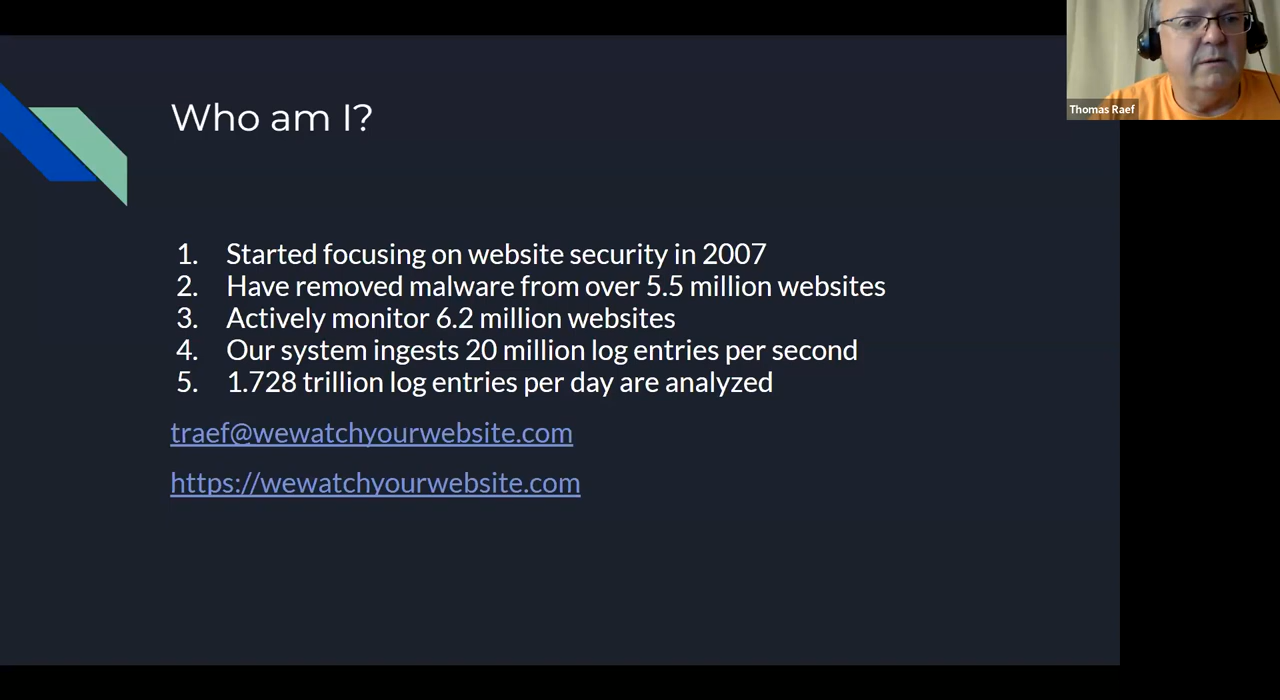 Thomas Raef
Who am I?
1. Started focusing on website security in 2007
2. Have removed malware from over 5.5 million websites
3. Actively monitor 6.2 million websites
4. Our system ingests 20 million log entries per second
5. 1.728 trillion log entries per day are analyzed
traef@wewatchyourwebsite.com
https://wewatchyourwebsite.com